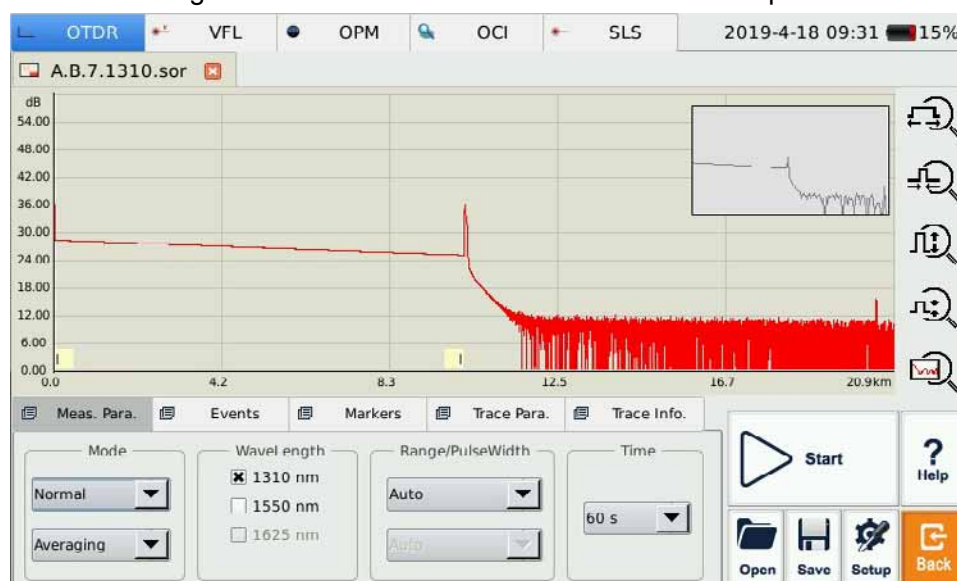 OTDR VFL OPM OCI SLS 2019-4-18 09:31 15%
A.B.7.1310.sor
dB
54.00
48.00
42.00
36.00
30.00
24.00
18.00
12.00
6.00
0.00
0.0 4.2 8.3 12.5 16.7 20.9km
Meas. Para. Events Markers Trace Para. Trace Info.
Mode Wavelength Range/PulseWidth Time
Normal
Averaging
1310 nm
1550 nm
1625 nm
Auto
Auto
60 s
Start
? Help
Open Save Setup Back